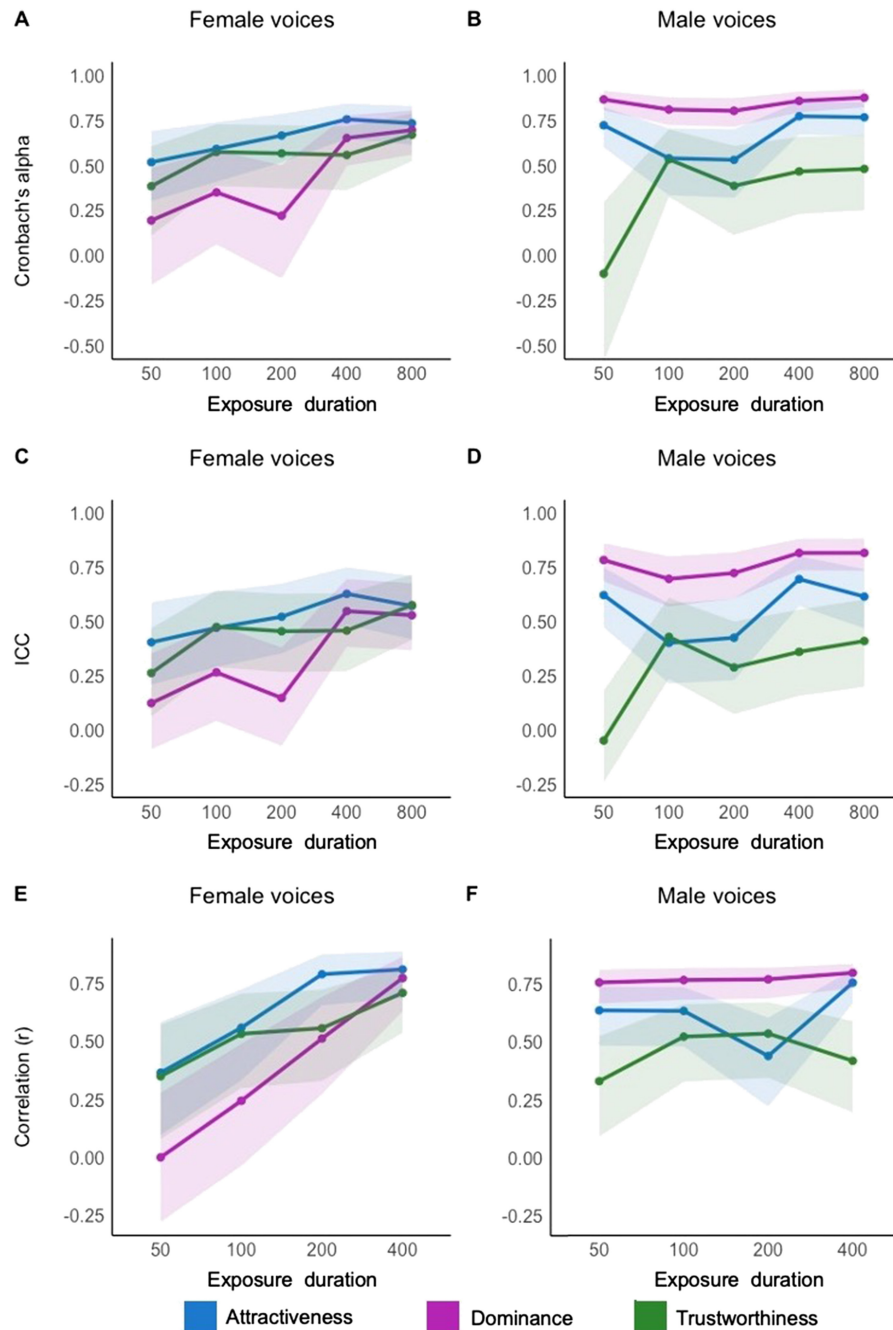 A Female voices
B Male voices
Cronbach's alpha
1.00
0.75
0.50
0.25
0.00
-0.25
-0.50
50 100 200 400 800
Exposure duration
1.00
0.75
0.50
0.25
0.00
-0.25
-0.50
50 100 200 400 800
Exposure duration
C Female voices
D Male voices
ICC
1.00
0.75
0.50
0.25
0.00
-0.25
50 100 200 400 800
Exposure duration
1.00
0.75
0.50
0.25
0.00
-0.25
50 100 200 400 800
Exposure duration
E Female voices
F Male voices
Correlation (r)
0.75
0.50
0.25
0.00
-0.25
50 100 200 400
Exposure duration
0.75
0.50
0.25
0.00
-0.25
50 100 200 400
Exposure duration
Attractiveness Dominance Trustworthiness